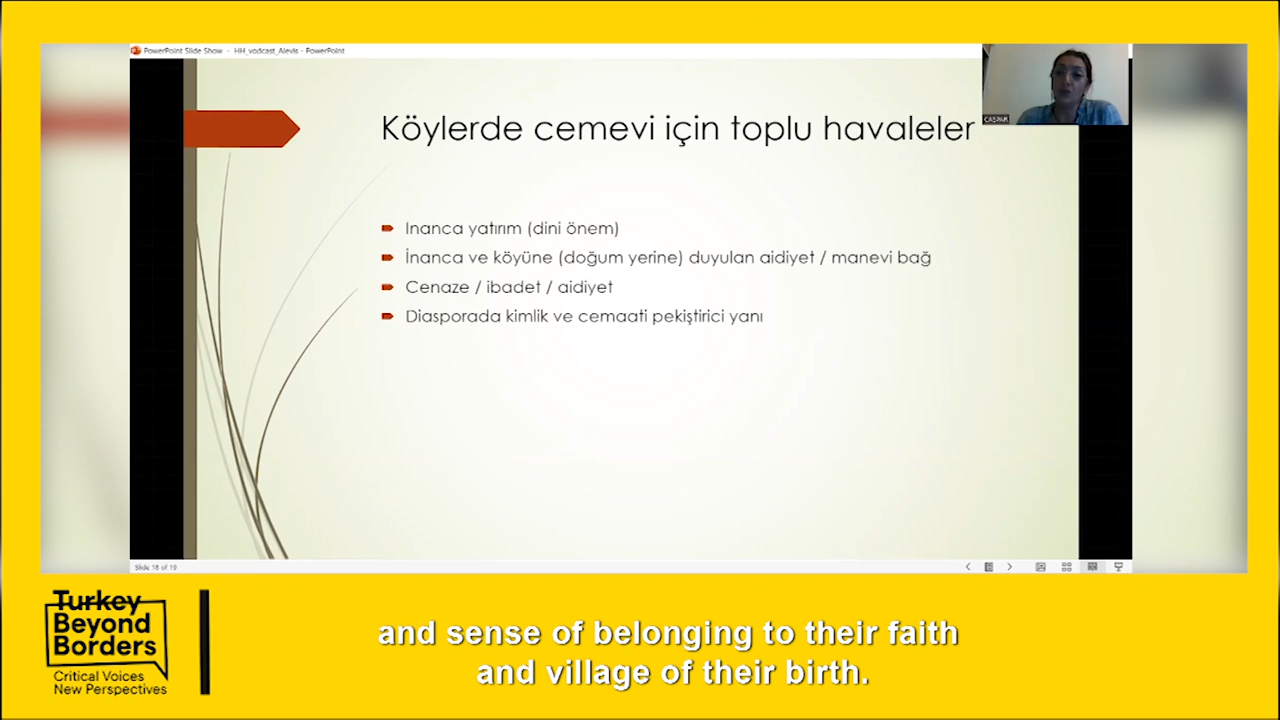 PowerPoint Slide Show - HH_vodcast_Alevis - PowerPoint
CASPAR
Köylerde cemevi için toplu havaleler
Inanca yatırım (dini önem)
İnanca ve köyüne (doğum yerine) duyulan aidiyet / manevi bağ
Cenaze / ibadet / aidiyet
Diasporada kimlik ve cemaati pekiştirici yanı
Slide 18 of 19
Turkey
Beyond
Borders
Critical Voices
New Perspectives
and sense of belonging to their faith
and village of their birth.